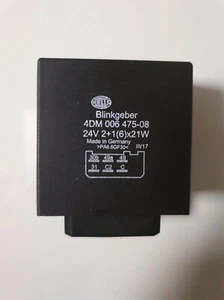 HELLA
Blinkgeber
4DM 006 475-08
24V 2+1(6)x21W
Made in Germany III/17
>PA6.6GF30<
30b 49a 49
31 C2 C